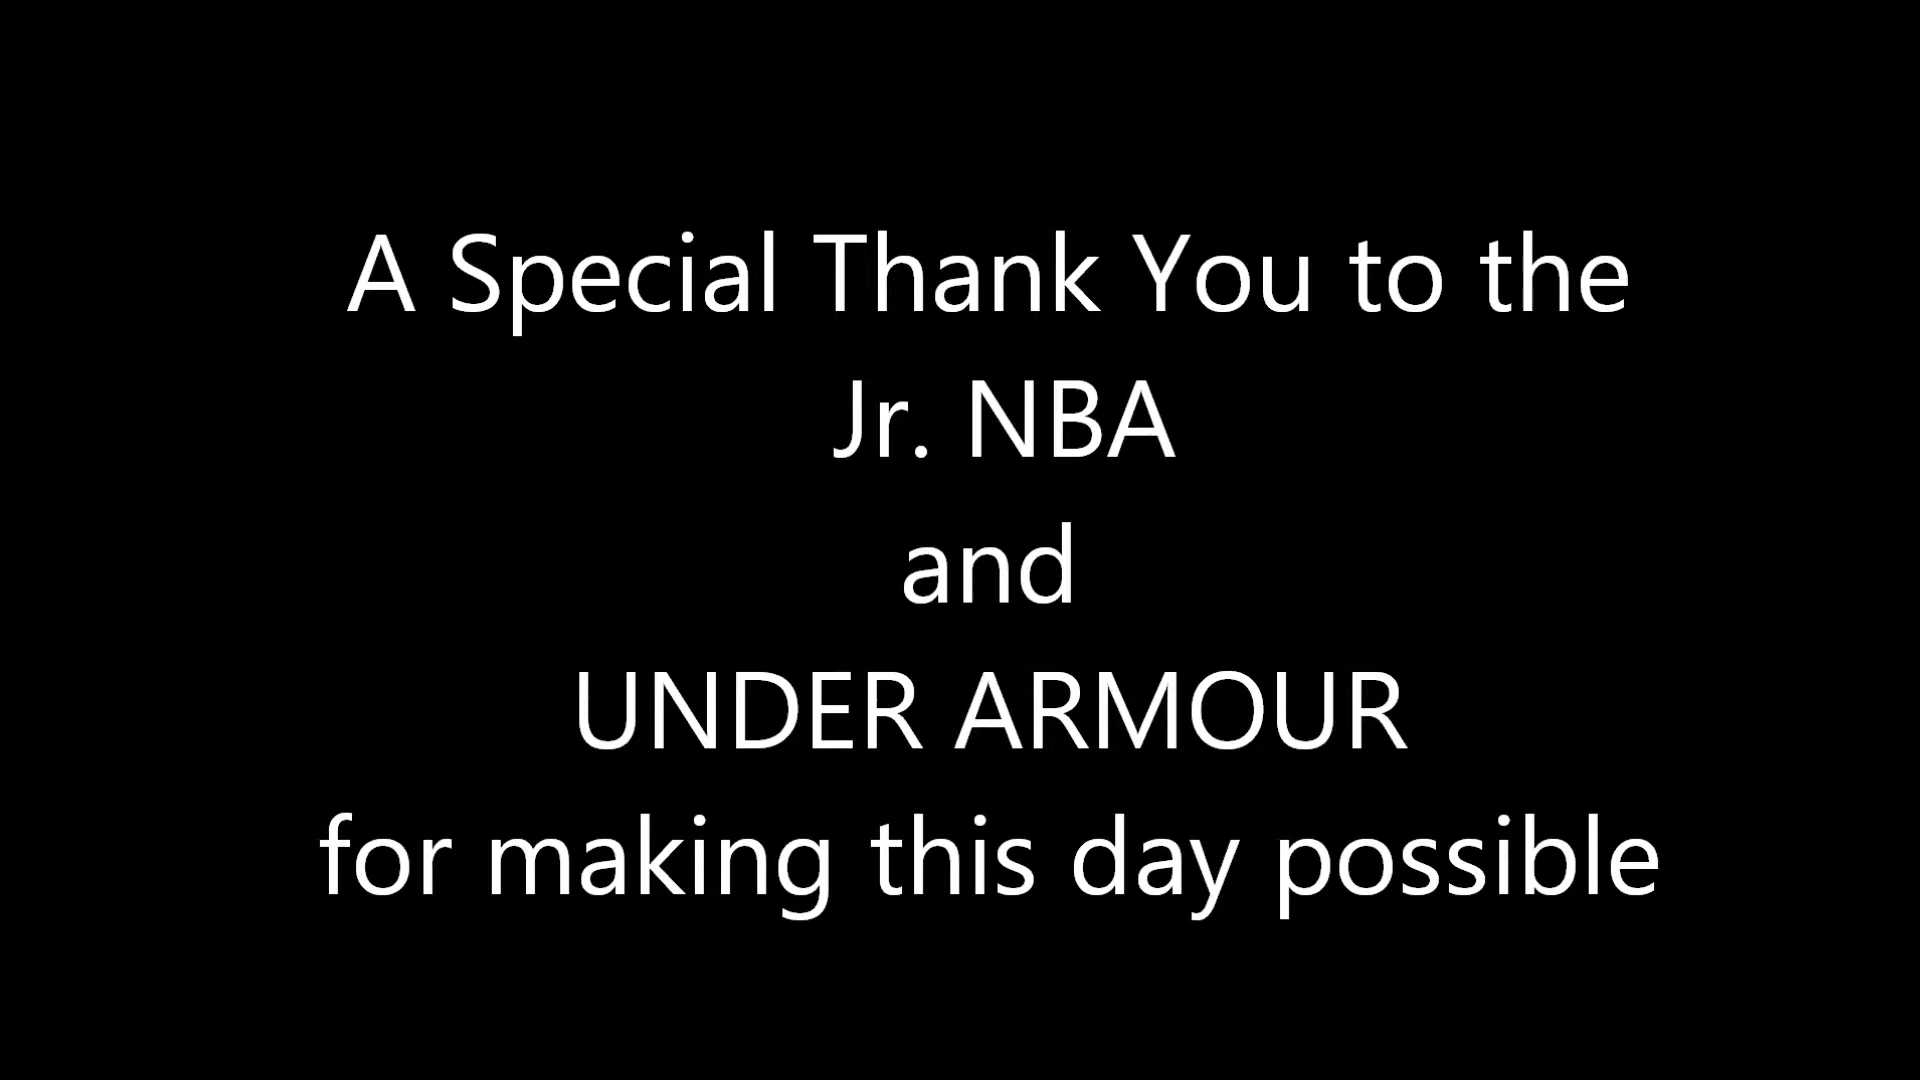 A Special Thank You to the
Jr. NBA
and
UNDER ARMOUR
for making this day possible